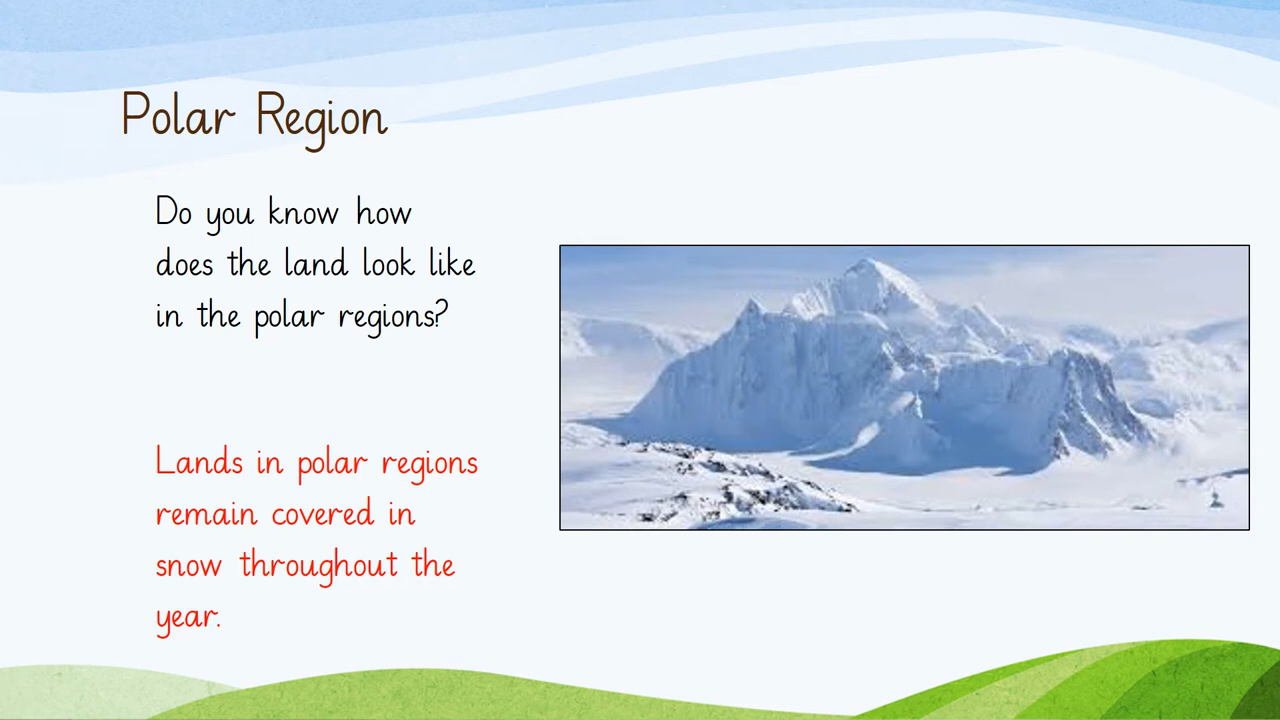 Polar Region
Do you know how
does the land look like
in the polar regions?
Lands in polar regions
remain covered in
snow throughout the
year.